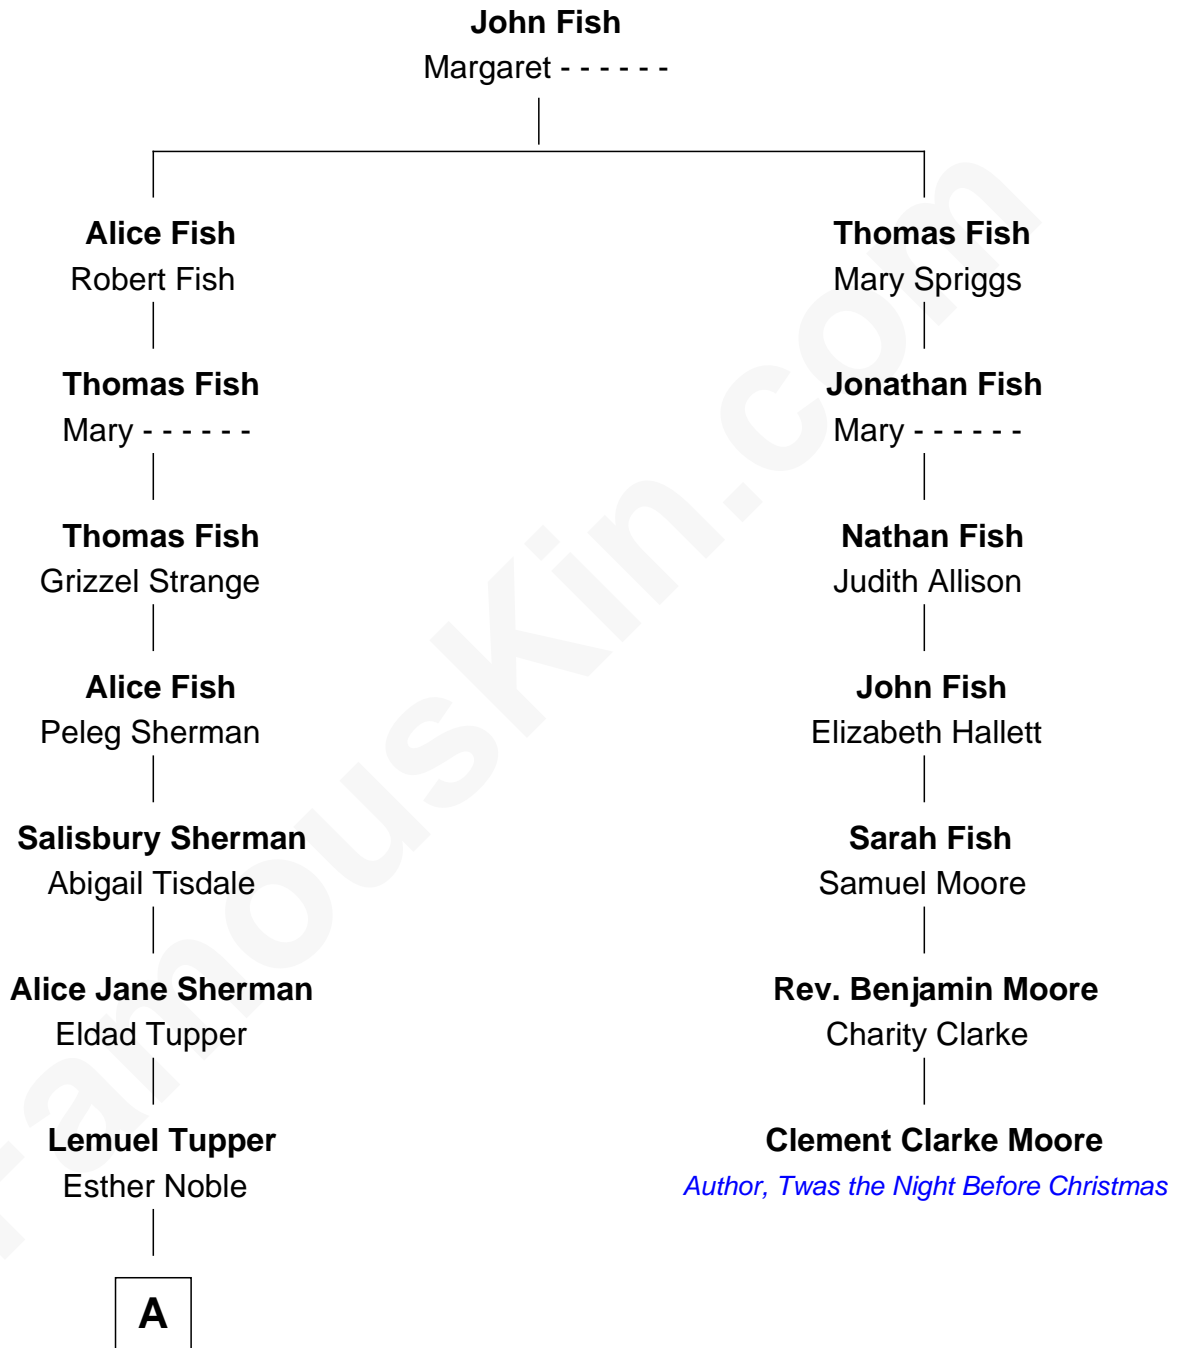 John Fish
Margaret - - - - - -
Alice Fish
Robert Fish
Thomas Fish
Mary Spriggs
Thomas Fish
Mary - - - - - -
Jonathan Fish
Mary - - - - - -
Thomas Fish
Grizzel Strange
Nathan Fish
Judith Allison
Alice Fish
Peleg Sherman
John Fish
Elizabeth Hallett
Salisbury Sherman
Abigail Tisdale
Sarah Fish
Samuel Moore
Alice Jane Sherman
Eldad Tupper
Rev. Benjamin Moore
Charity Clarke
Lemuel Tupper
Esther Noble
Clement Clarke Moore
Author, Twas the Night Before Christmas
A
FamousKin.com